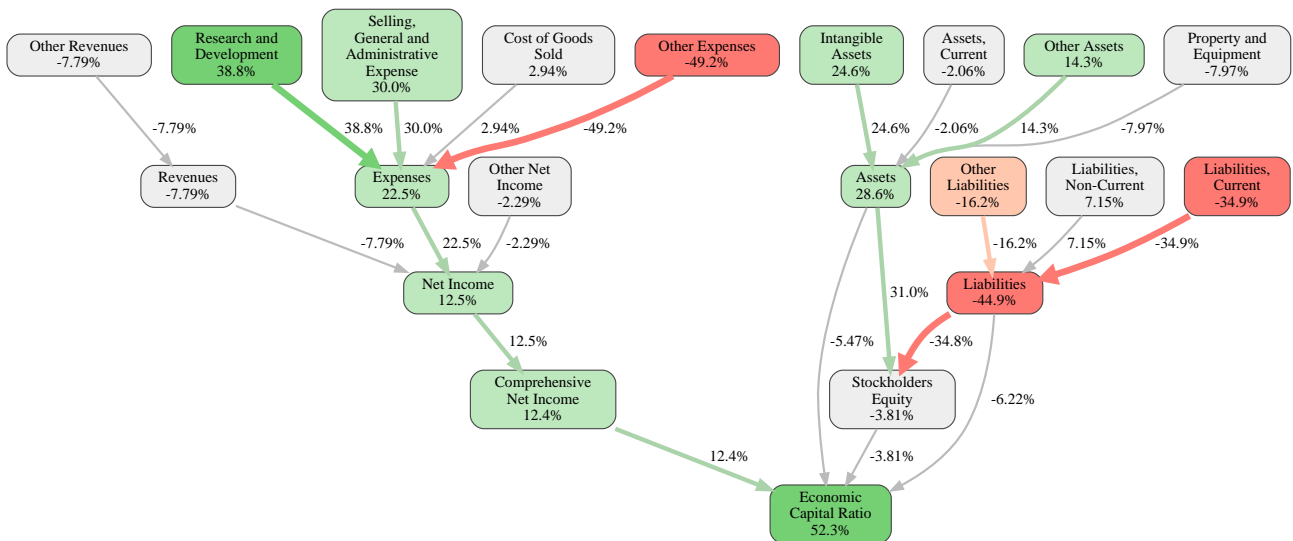 Other Revenues
-7.79%
Research and
Development
38.8%
Selling,
General and
Administrative
Expense
30.0%
Cost of Goods
Sold
2.94%
Other Expenses
-49.2%
Intangible
Assets
24.6%
Assets,
Current
-2.06%
Other Assets
14.3%
Property and
Equipment
-7.97%
-7.79%
38.8%
30.0%
2.94%
-49.2%
24.6%
-2.06%
14.3%
-7.97%
Revenues
-7.79%
Expenses
22.5%
Other Net
Income
-2.29%
Assets
28.6%
Other
Liabilities
-16.2%
Liabilities,
Non-Current
7.15%
Liabilities,
Current
-34.9%
-7.79%
22.5%
-2.29%
-16.2%
7.15%
-34.9%
Net Income
12.5%
31.0%
Liabilities
-44.9%
12.5%
-5.47%
-34.8%
Comprehensive
Net Income
12.4%
Stockholders
Equity
-3.81%
-6.22%
12.4%
-3.81%
Economic
Capital Ratio
52.3%